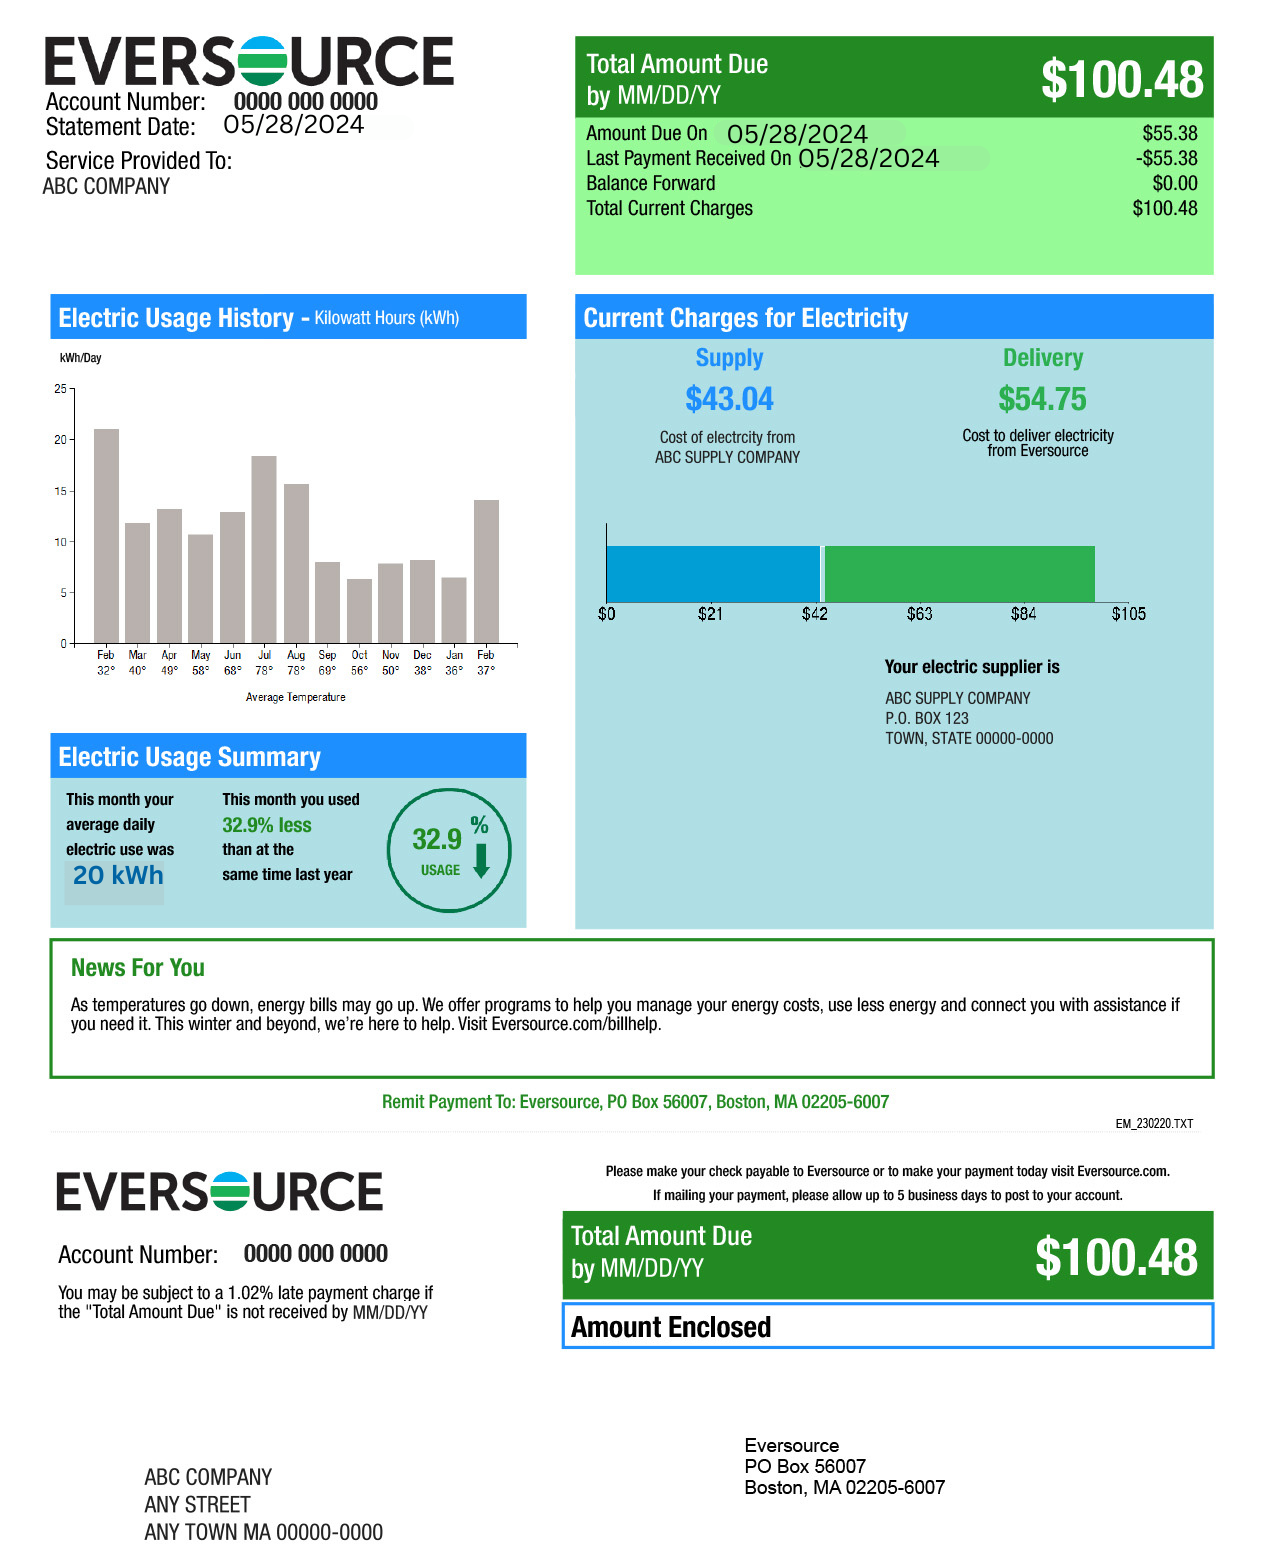 EVERSOURCE
Account Number: 0000 000 0000
Statement Date: 05/28/2024
Service Provided To:
ABC COMPANY
Total Amount Due
by MM/DD/YY
$100.48
Amount Due On 05/28/2024 $55.38
Last Payment Received On 05/28/2024 -$55.38
Balance Forward $0.00
Total Current Charges $100.48
Electric Usage History - Kilowatt Hours (kWh)
kWh/Day
25
20
15
10
5
0
Feb Mar Apr May Jun Jul Aug Sep Oct Nov Dec Jan Feb
32° 40° 49° 58° 68° 78° 78° 69° 56° 50° 38° 36° 37°
Average Temperature
Current Charges for Electricity
Supply
$43.04
Cost of electrcity from
ABC SUPPLY COMPANY
Delivery
$54.75
Cost to deliver electricity
from Eversource
$0 $21 $42 $63 $84 $105
Your electric supplier is
ABC SUPPLY COMPANY
P.O. BOX 123
TOWN, STATE 00000-0000
Electric Usage Summary
This month your
average daily
electric use was
20 kWh
This month you used
32.9% less
than at the
same time last year
32.9 %
USAGE
News For You
As temperatures go down, energy bills may go up. We offer programs to help you manage your energy costs, use less energy and connect you with assistance if
you need it. This winter and beyond, we're here to help. Visit Eversource.com/billhelp.
Remit Payment To: Eversource, PO Box 56007, Boston, MA 02205-6007
EM_230220.TXT
EVERSOURCE
Account Number: 0000 000 0000
You may be subject to a 1.02% late payment charge if
the "Total Amount Due" is not received by MM/DD/YY
Please make your check payable to Eversource or to make your payment today visit Eversource.com.
If mailing your payment, please allow up to 5 business days to post to your account.
Total Amount Due
by MM/DD/YY
$100.48
Amount Enclosed
ABC COMPANY
ANY STREET
ANY TOWN MA 00000-0000
Eversource
PO Box 56007
Boston, MA 02205-6007